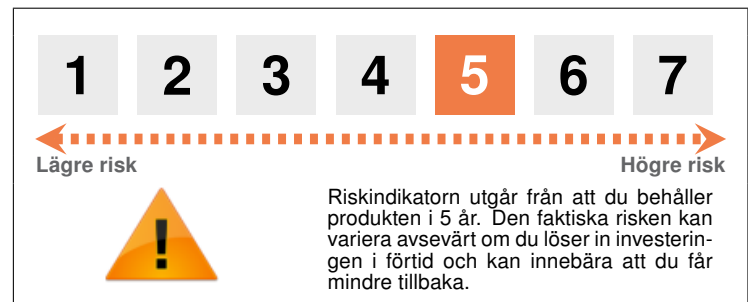 1 2 3 4 5 6 7
Lägre risk Högre risk
Riskindikatorn utgår från att du behåller
produkten i 5 år. Den faktiska risken kan
variera avsevärt om du löser in investerin-
gen i förtid och kan innebära att du får
mindre tillbaka.